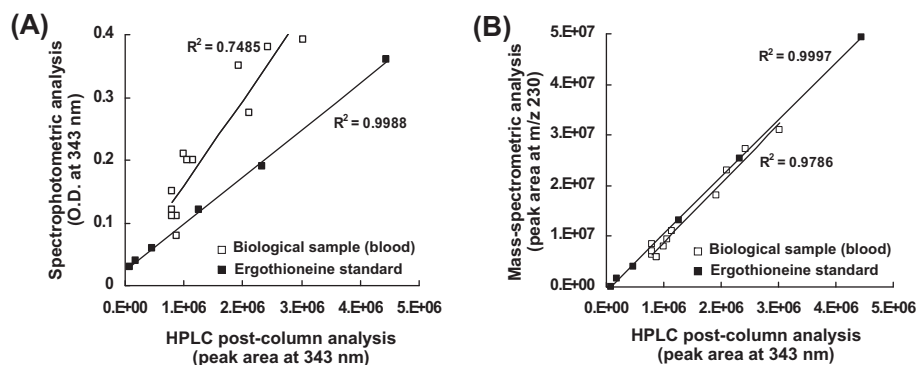 (A)
Spectrophotometric analysis
(O.D. at 343 nm)
0.4
0.3
0.2
0.1
0
R² = 0.7485
R² = 0.9988
Biological sample (blood)
Ergothioneine standard
0.E+00
1.E+06
2.E+06
3.E+06
4.E+06
5.E+06
HPLC post-column analysis
(peak area at 343 nm)
(B)
Mass-spectrometric analysis
(peak area at m/z 230)
5.E+07
4.E+07
3.E+07
2.E+07
1.E+07
0.E+00
R² = 0.9997
R² = 0.9786
Biological sample (blood)
Ergothioneine standard
0.E+00
1.E+06
2.E+06
3.E+06
4.E+06
5.E+06
HPLC post-column analysis
(peak area at 343 nm)